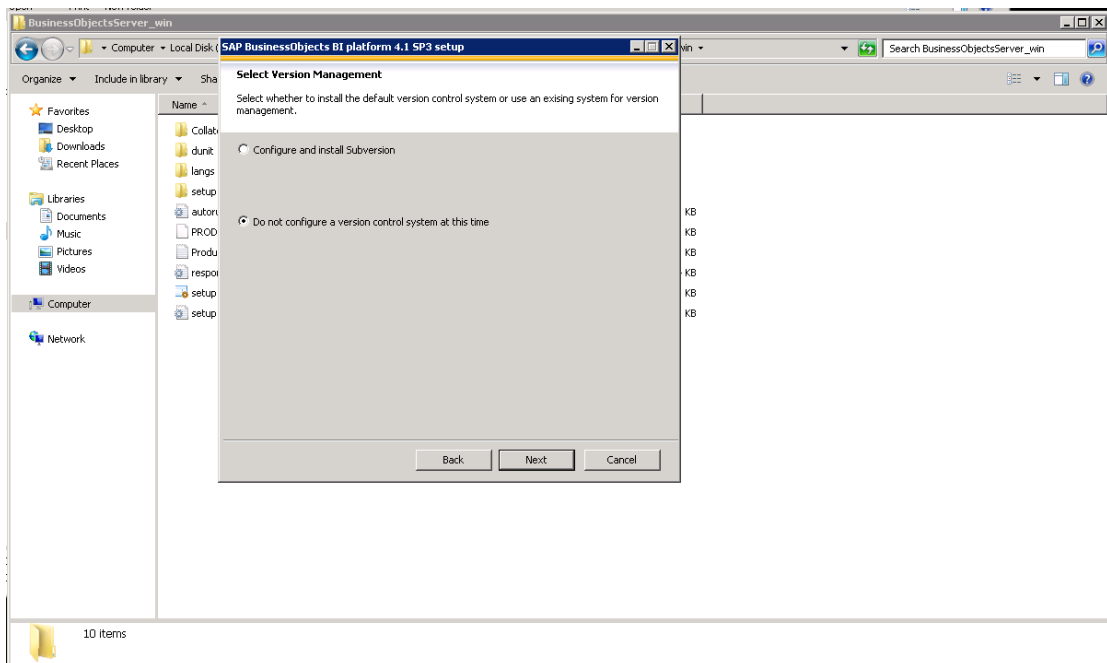 BusinessObjectsServer_win
Computer
Local Disk (
SAP BusinessObjects BI platform 4.1 SP3 setup
win
Search BusinessObjectsServer_win
Organize
Include in library
Sha
Select Version Management
Select whether to install the default version control system or use an exising system for version
management.
Favorites
Desktop
Downloads
Recent Places
Libraries
Documents
Music
Pictures
Videos
Computer
Network
Name
Collat
dunit
langs
setup
autoru
PROD
Produ
respon
setup
setup
Configure and install Subversion
Do not configure a version control system at this time
KB
KB
KB
KB
KB
KB
Back
Next
Cancel
10 items